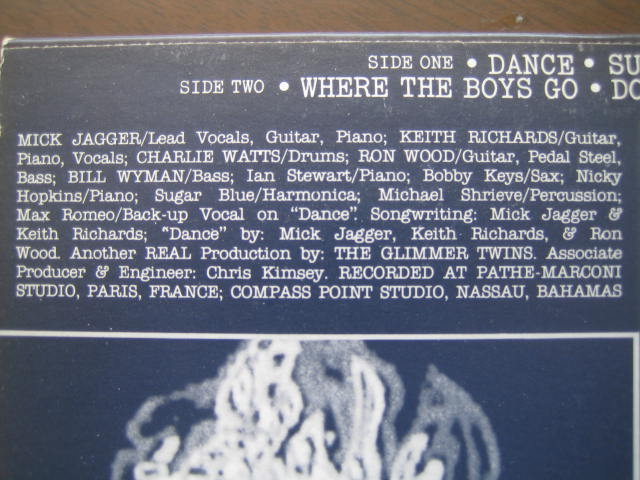 SIDE ONE • DANCE • SU
SIDE TWO • WHERE THE BOYS GO • DO
MICK JAGGER/Lead Vocals, Guitar, Piano; KEITH RICHARDS/Guitar,
Piano, Vocals; CHARLIE WATTS/Drums; RON WOOD/Guitar, Pedal Steel,
Bass; BILL WYMAN/Bass; Ian Stewart/Piano; Bobby Keys/Sax; Nicky
Hopkins/Piano; Sugar Blue/Harmonica; Michael Shrieve/Percussion;
Max Romeo/Back-up Vocal on "Dance". Songwriting: Mick Jagger &
Keith Richards; "Dance" by: Mick Jagger, Keith Richards, & Ron
Wood. Another REAL Production by: THE GLIMMER TWINS. Associate
Producer & Engineer: Chris Kimsey. RECORDED AT PATHE-MARCONI
STUDIO, PARIS, FRANCE; COMPASS POINT STUDIO, NASSAU, BAHAMAS